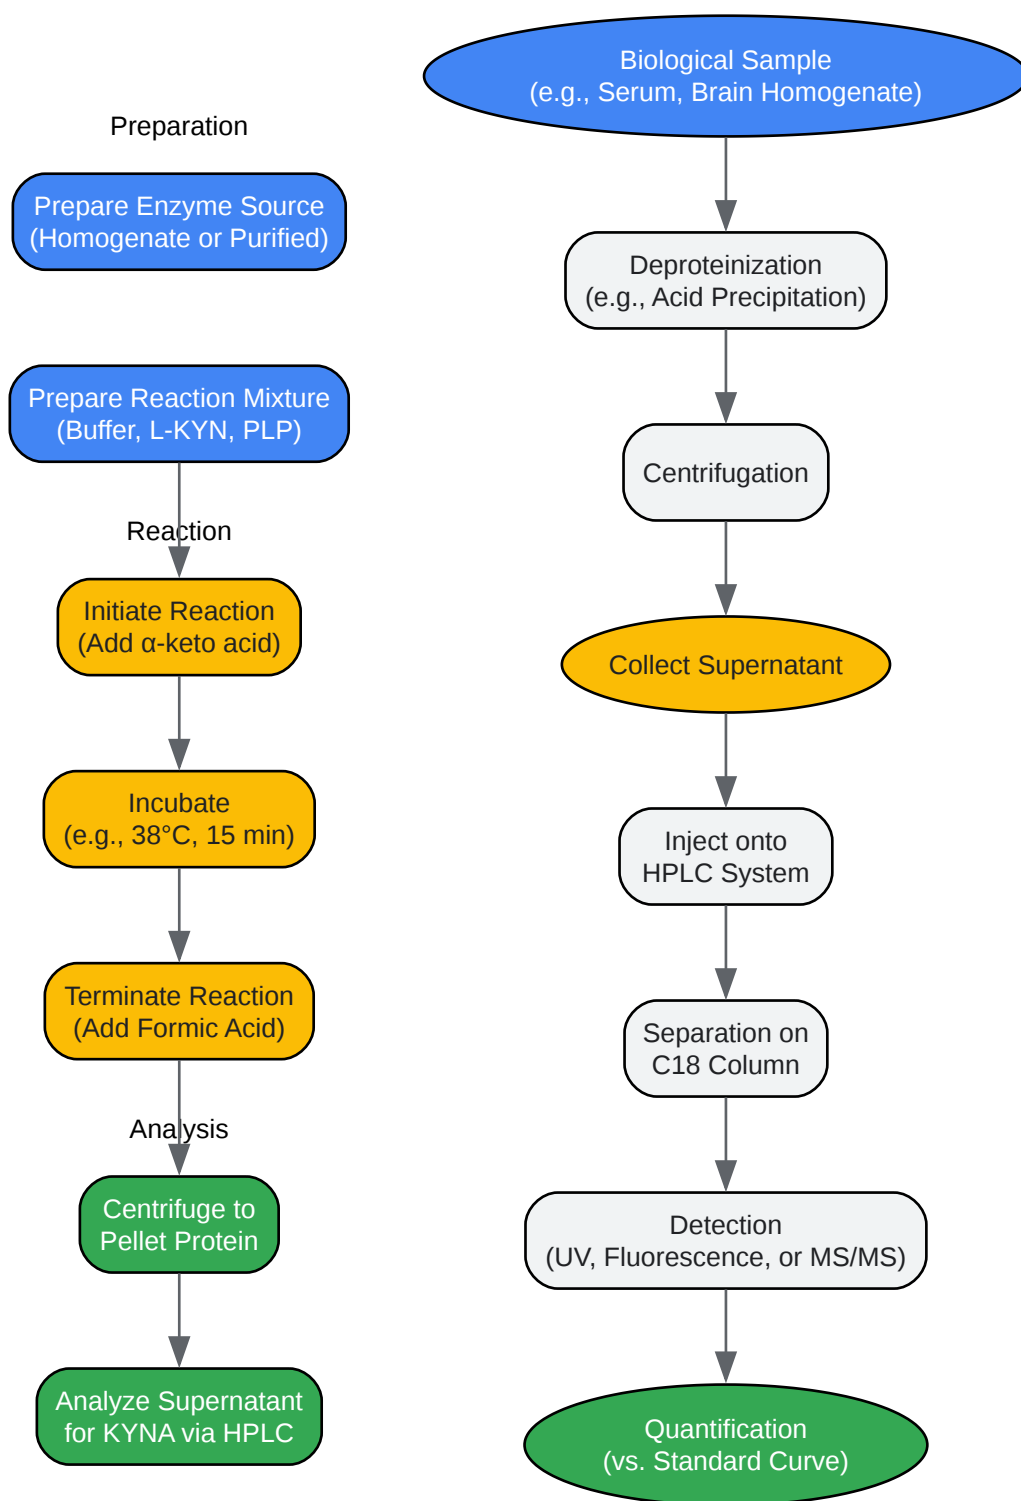 Preparation
Prepare Enzyme Source
(Homogenate or Purified)
Prepare Reaction Mixture
(Buffer, L-KYN, PLP)
Reaction
Initiate Reaction
(Add α-keto acid)
Incubate
(e.g., 38°C, 15 min)
Terminate Reaction
(Add Formic Acid)
Analysis
Centrifuge to
Pellet Protein
Analyze Supernatant
for KYNA via HPLC
Biological Sample
(e.g., Serum, Brain Homogenate)
Deproteinization
(e.g., Acid Precipitation)
Centrifugation
Collect Supernatant
Inject onto
HPLC System
Separation on
C18 Column
Detection
(UV, Fluorescence, or MS/MS)
Quantification
(vs. Standard Curve)